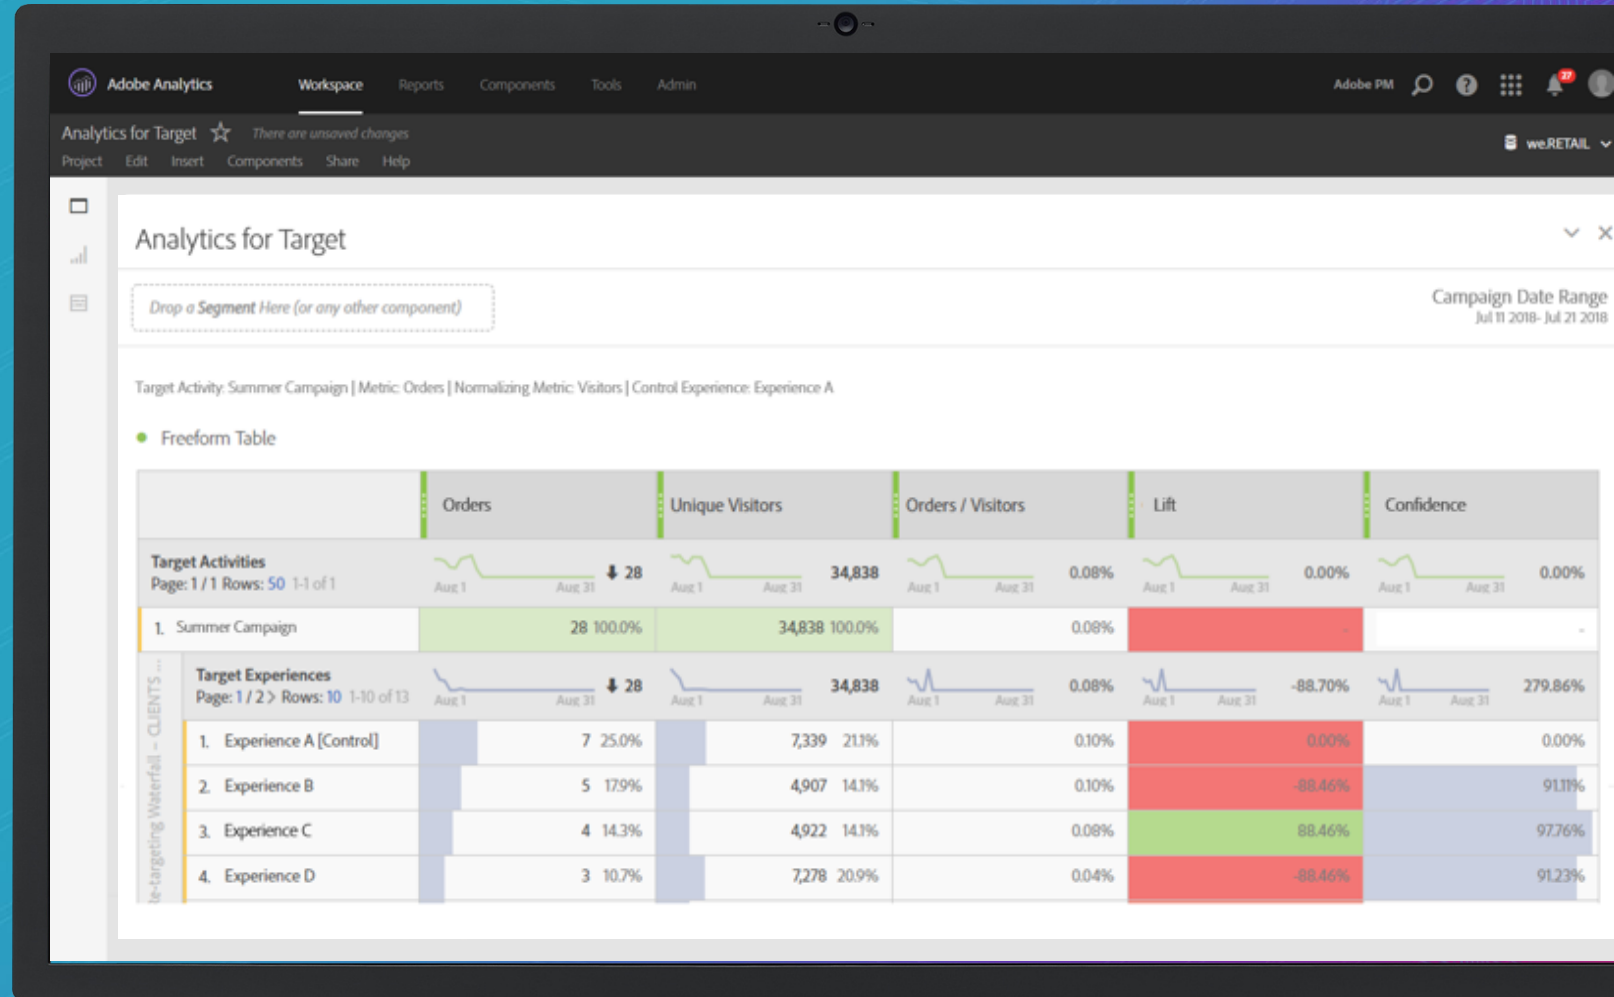 Adobe Analytics Workspace Reports Components Tools Admin Adobe PM 27
Analytics for Target There are unsaved changes
we.RETAIL
Project Edit Insert Components Share Help
Analytics for Target
Drop a Segment Here (or any other component)
Campaign Date Range
Jul 11 2018- Jul 21 2018
Target Activity: Summer Campaign | Metric: Orders | Normalizing Metric: Visitors | Control Experience: Experience A
Freeform Table
Orders Unique Visitors Orders / Visitors Lift Confidence
Target Activities
Page: 1 / 1 Rows: 50 1-1 of 1
28 34,838 0.08% 0.00% 0.00%
Aug 1 Aug 31 Aug 1 Aug 31 Aug 1 Aug 31 Aug 1 Aug 31 Aug 1 Aug 31
1. Summer Campaign 28 100.0% 34,838 100.0% 0.08% - -
Target Experiences
Page: 1 / 2 > Rows: 10 1-10 of 13
28 34,838 0.08% -88.70% 279.86%
Aug 1 Aug 31 Aug 1 Aug 31 Aug 1 Aug 31 Aug 1 Aug 31 Aug 1 Aug 31
te-targeting Waterfall – CLIENTS ...
1. Experience A [Control] 7 25.0% 7,339 21.1% 0.10% 0.00% 0.00%
2. Experience B 5 17.9% 4,907 14.1% 0.10% -88.46% 91.11%
3. Experience C 4 14.3% 4,922 14.1% 0.08% 88.46% 97.76%
4. Experience D 3 10.7% 7,278 20.9% 0.04% -88.46% 91.23%